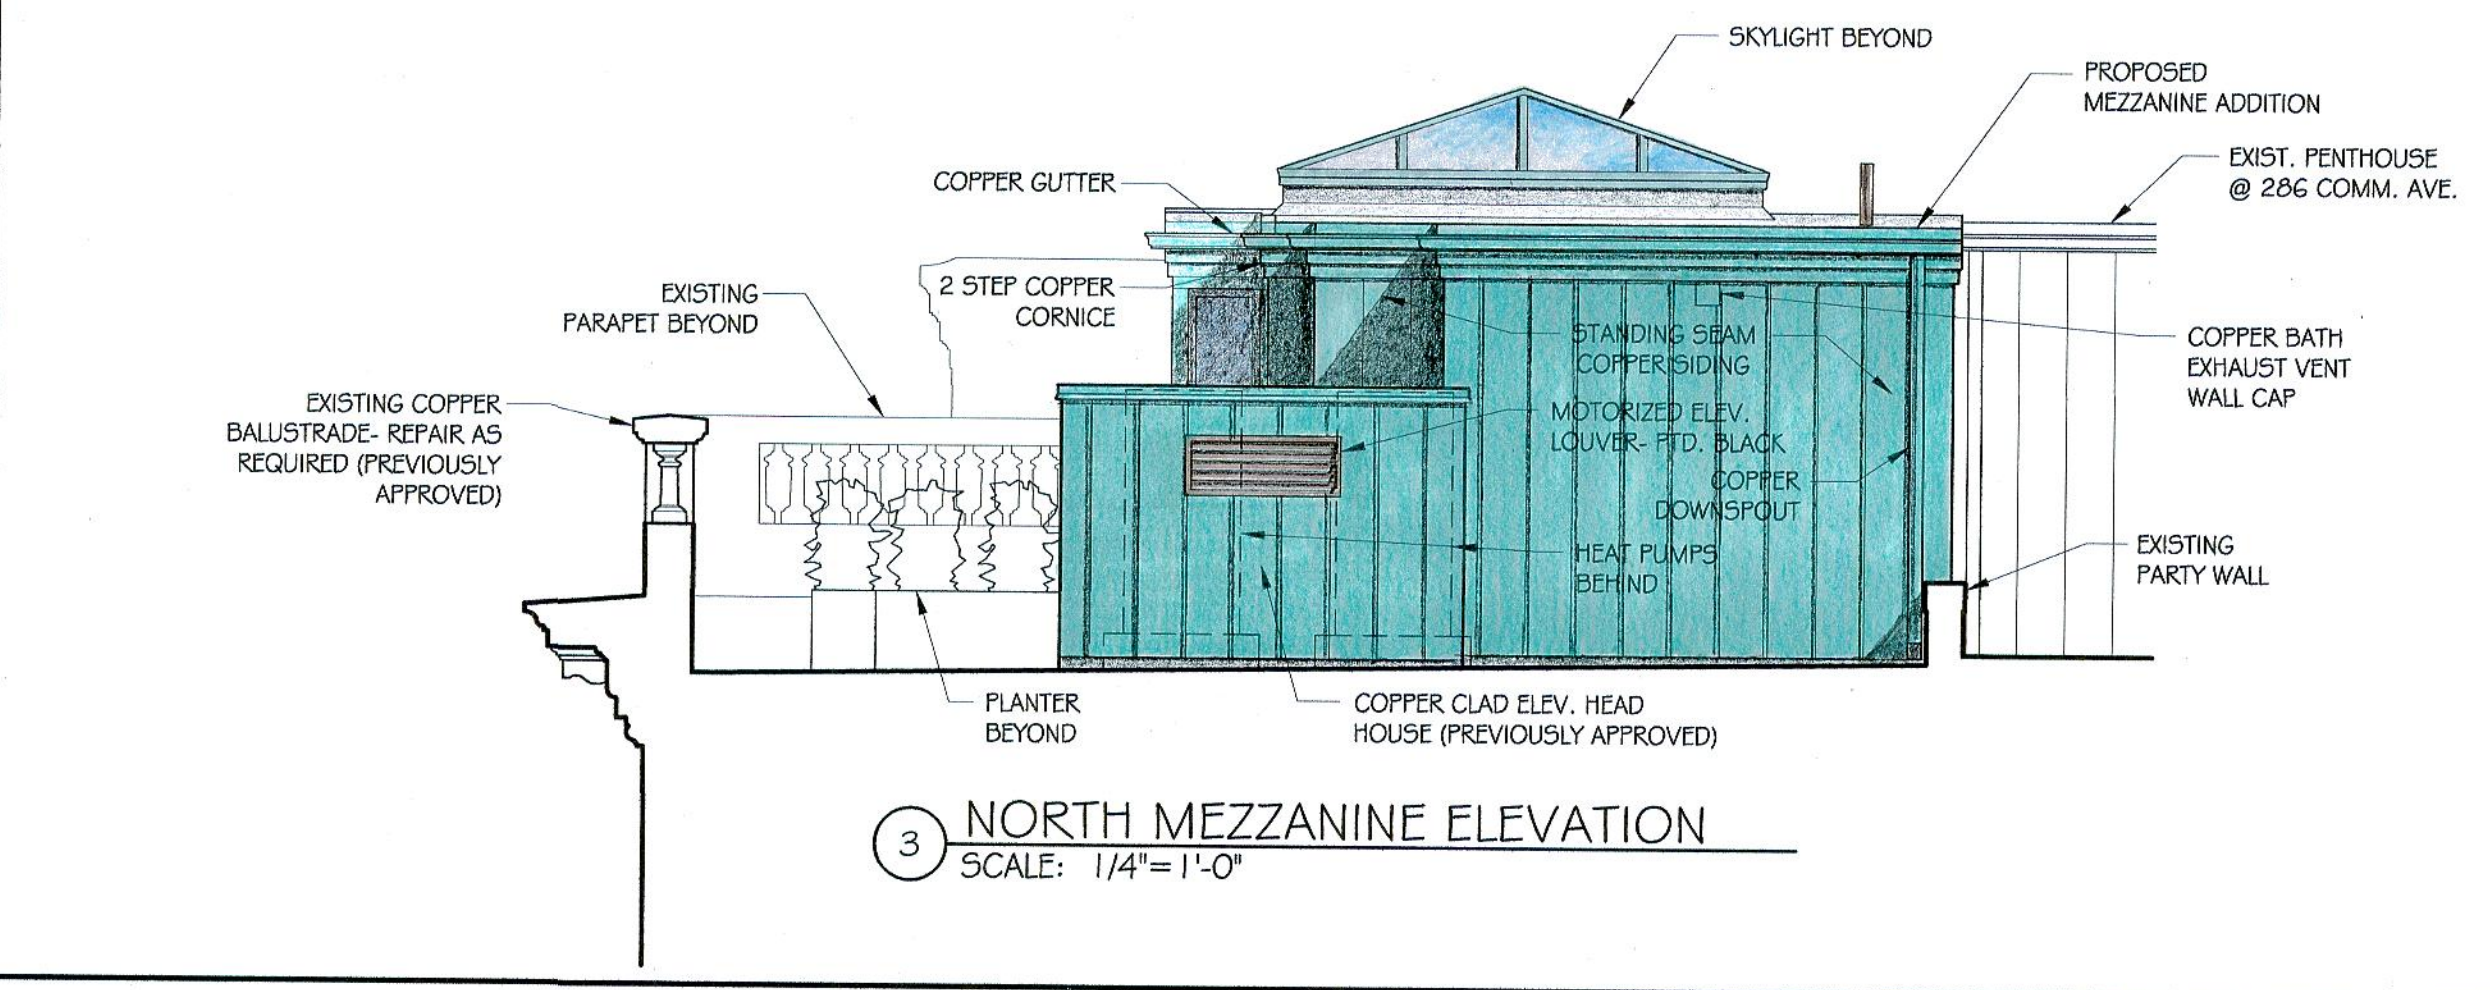 SKYLIGHT BEYOND
PROPOSED
MEZZANINE ADDITION
EXIST. PENTHOUSE
@ 286 COMM. AVE.
COPPER GUTTER
2 STEP COPPER
CORNICE
EXISTING
PARAPET BEYOND
EXISTING COPPER
BALUSTRADE- REPAIR AS
REQUIRED (PREVIOUSLY
APPROVED)
STANDING SEAM
COPPER SIDING
COPPER BATH
EXHAUST VENT
WALL CAP
MOTORIZED ELEV.
LOUVER- PTD. BLACK
COPPER
DOWNSPOUT
HEAT PUMPS
BEHIND
EXISTING
PARTY WALL
PLANTER
BEYOND
COPPER CLAD ELEV. HEAD
HOUSE (PREVIOUSLY APPROVED)
3 NORTH MEZZANINE ELEVATION
SCALE: 1/4"=1'-0"